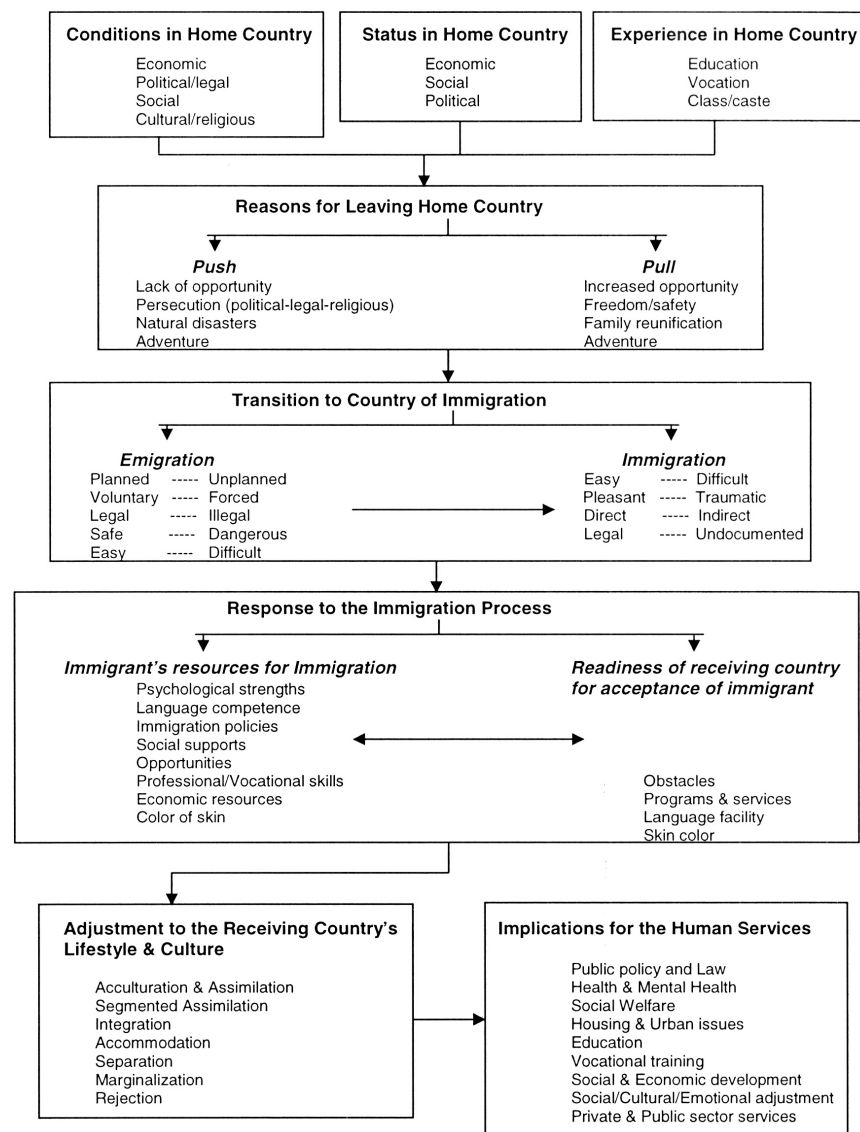 Conditions in Home Country
Economic
Political/legal
Social
Cultural/religious
Status in Home Country
Economic
Social
Political
Experience in Home Country
Education
Vocation
Class/caste
Reasons for Leaving Home Country
Push
Lack of opportunity
Persecution (political-legal-religious)
Natural disasters
Adventure
Pull
Increased opportunity
Freedom/safety
Family reunification
Adventure
Transition to Country of Immigration
Emigration
Planned ----- Unplanned
Voluntary ----- Forced
Legal ----- Illegal
Safe ----- Dangerous
Easy ----- Difficult
Immigration
Easy ----- Difficult
Pleasant ----- Traumatic
Direct ----- Indirect
Legal ----- Undocumented
Response to the Immigration Process
Immigrant's resources for Immigration
Psychological strengths
Language competence
Immigration policies
Social supports
Opportunities
Professional/Vocational skills
Economic resources
Color of skin
Readiness of receiving country
for acceptance of immigrant
Obstacles
Programs & services
Language facility
Skin color
Adjustment to the Receiving Country's
Lifestyle & Culture
Acculturation & Assimilation
Segmented Assimilation
Integration
Accommodation
Separation
Marginalization
Rejection
Implications for the Human Services
Public policy and Law
Health & Mental Health
Social Welfare
Housing & Urban issues
Education
Vocational training
Social & Economic development
Social/Cultural/Emotional adjustment
Private & Public sector services